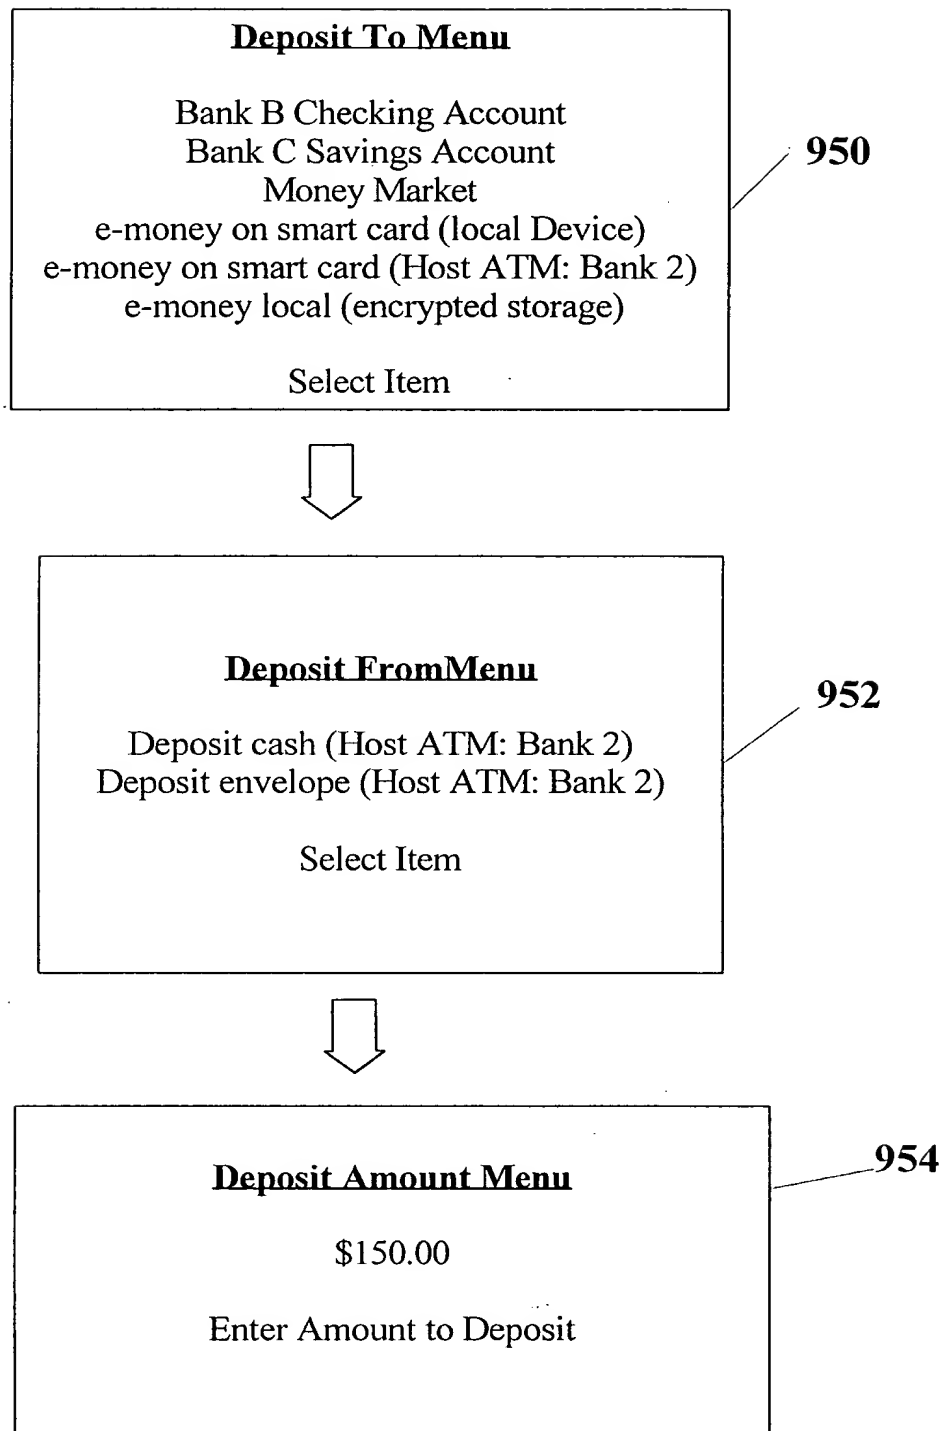 Deposit To Menu
Bank B Checking Account
Bank C Savings Account
Money Market
e-money on smart card (local Device)
e-money on smart card (Host ATM: Bank 2)
e-money local (encrypted storage)
Select Item
950
Deposit FromMenu
Deposit cash (Host ATM: Bank 2)
Deposit envelope (Host ATM: Bank 2)
Select Item
952
Deposit Amount Menu
$150.00
Enter Amount to Deposit
954